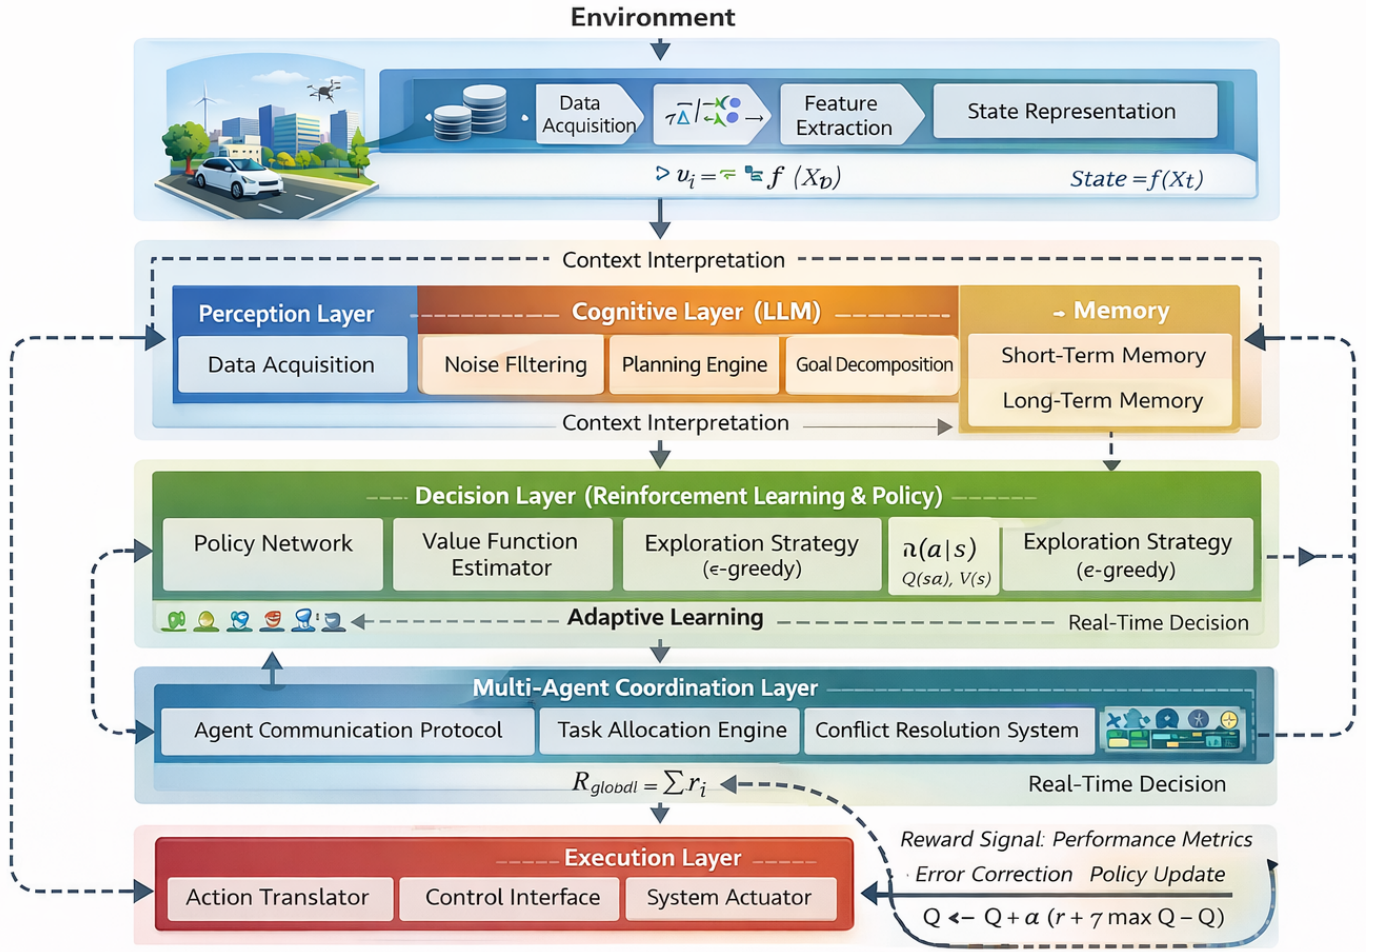 Environment
Data
Acquisition
Feature
Extraction
State Representation
u_i = f (X_p)
State = f(Xt)
Context Interpretation
Perception Layer
Cognitive Layer (LLM)
Memory
Data Acquisition
Noise FIltering
Planning Engine
Goal Decomposition
Short-Term Memory
Long-Term Memory
Context Interpretation
Decision Layer (Reinforcement Learning & Policy)
Policy Network
Value Function
Estimator
Exploration Strategy
(ϵ-greedy)
π(a|s)
Q(sa), V(s)
Exploration Strategy
(e-greedy)
Adaptive Learning
Real-Time Decision
Multi-Agent Coordination Layer
Agent Communication Protocol
Task Allocation Engine
Conflict Resolution System
R_globdl = ∑ r_i
Real-Time Decision
Execution Layer
Action Translator
Control Interface
System Actuator
Reward Signal: Performance Metrics
Error Correction Policy Update
Q ← Q + a (r + 7 max Q − Q)